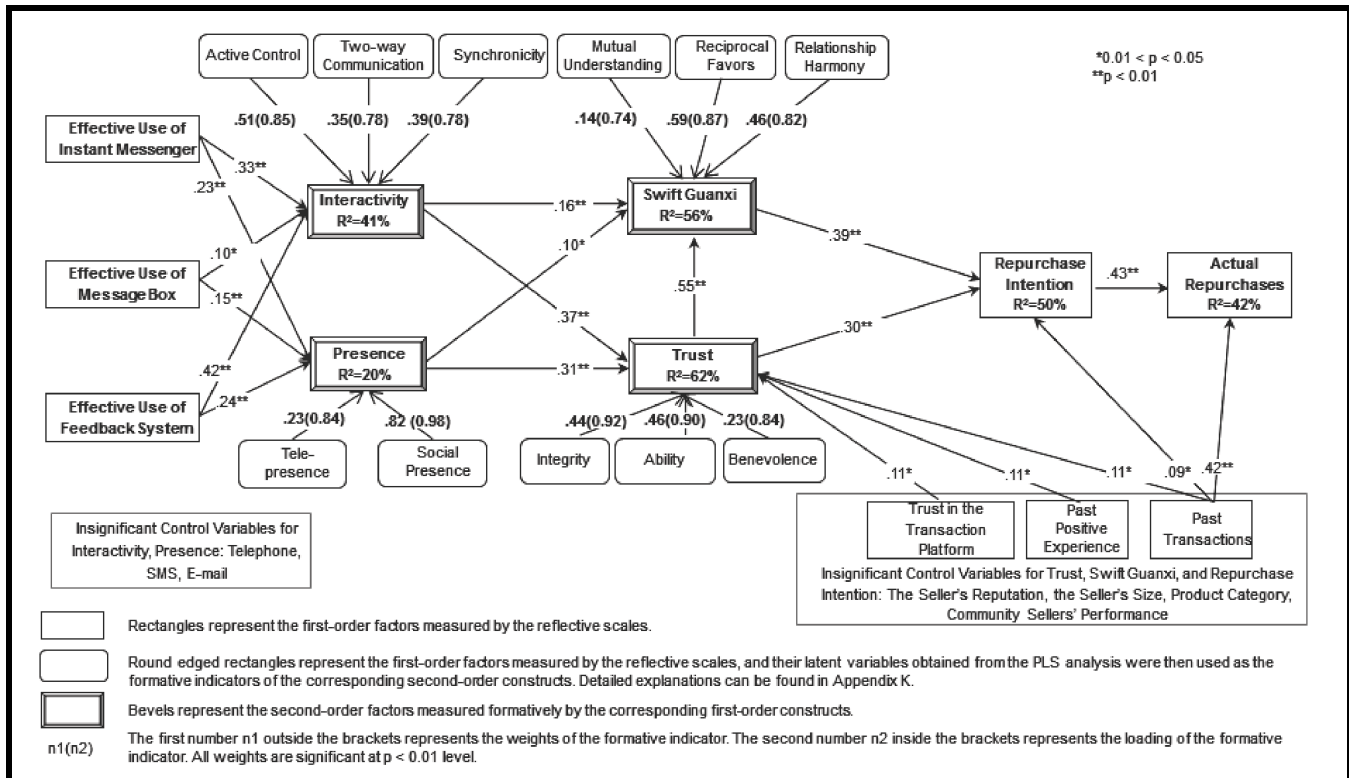 Active Control
Two-way
Communication
Synchronicity
Mutual
Understanding
Reciprocal
Favors
Relationship
Harmony
*0.01 < p < 0.05
**p < 0.01
.51(0.85)
.35(0.78)
.39(0.78)
.14(0.74)
.59(0.87)
.46(0.82)
Effective Use of
Instant Messenger
.33**
.23**
Interactivity
R²=41%
.16**
Swift Guanxi
R²=56%
.39**
.10*
.10*
Effective Use of
Message Box
.15**
.55**
Repurchase
Intention
R²=50%
.43**
Actual
Repurchases
R²=42%
.37**
.30**
Presence
R²=20%
.31**
Trust
R²=62%
.42**
.24**
Effective Use of
Feedback System
.23(0.84)
.82 (0.98)
.44(0.92)
.46(0.90)
.23(0.84)
Tele-
presence
Social
Presence
Integrity
Ability
Benevolence
.11*
.11*
.11*
.09*
.42**
Trust in the
Transaction
Platform
Past
Positive
Experience
Past
Transactions
Insignificant Control Variables for
Interactivity, Presence: Telephone,
SMS, E-mail
Insignificant Control Variables for Trust, Swift Guanxi, and Repurchase
Intention: The Seller's Reputation, the Seller's Size, Product Category,
Community Sellers' Performance
Rectangles represent the first-order factors measured by the reflective scales.
Round edged rectangles represent the first-order factors measured by the reflective scales, and their latent variables obtained from the PLS analysis were then used as the
formative indicators of the corresponding second-order constructs. Detailed explanations can be found in Appendix K.
Bevels represent the second-order factors measured formatively by the corresponding first-order constructs.
n1(n2)
The first number n1 outside the brackets represents the weights of the formative indicator. The second number n2 inside the brackets represents the loading of the formative
indicator. All weights are significant at p < 0.01 level.